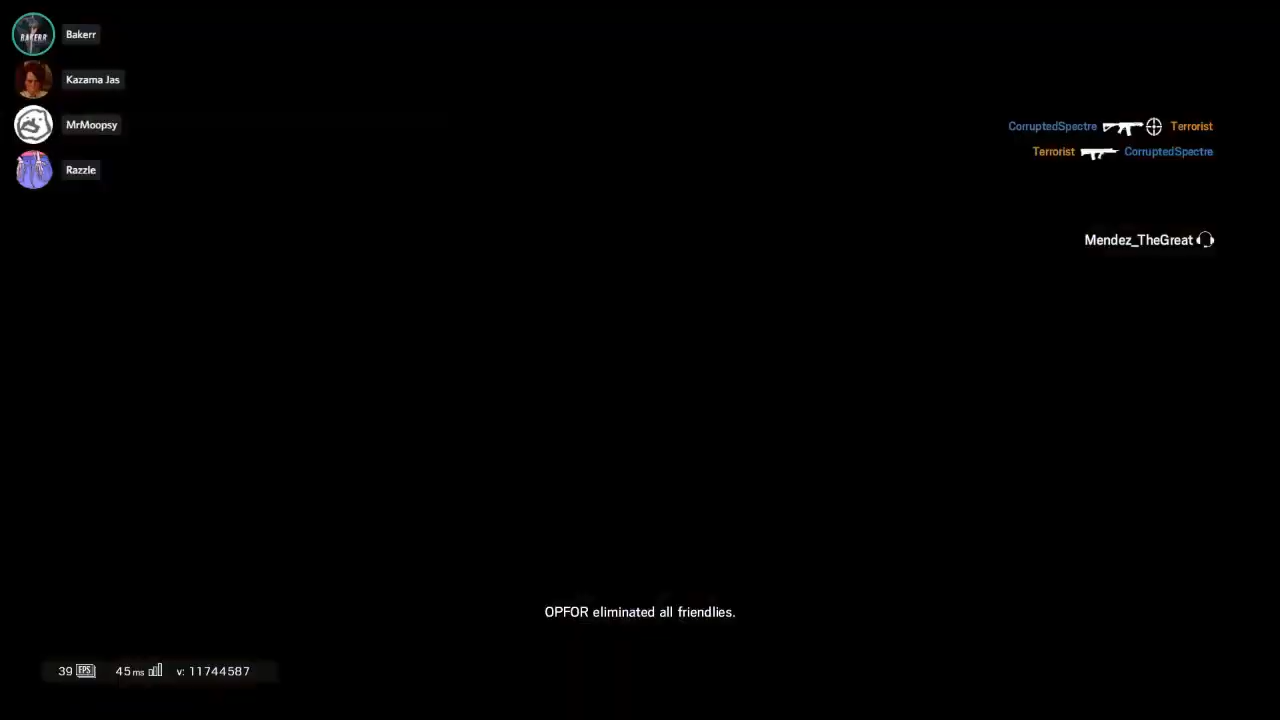 Bakerr
BAKERR
Kazama Jas
MrMoopsy
Razzle
CorruptedSpectre Terrorist
Terrorist CorruptedSpectre
Mendez_TheGreat
OPFOR eliminated all friendlies.
39 FPS 45 ms v: 11744587